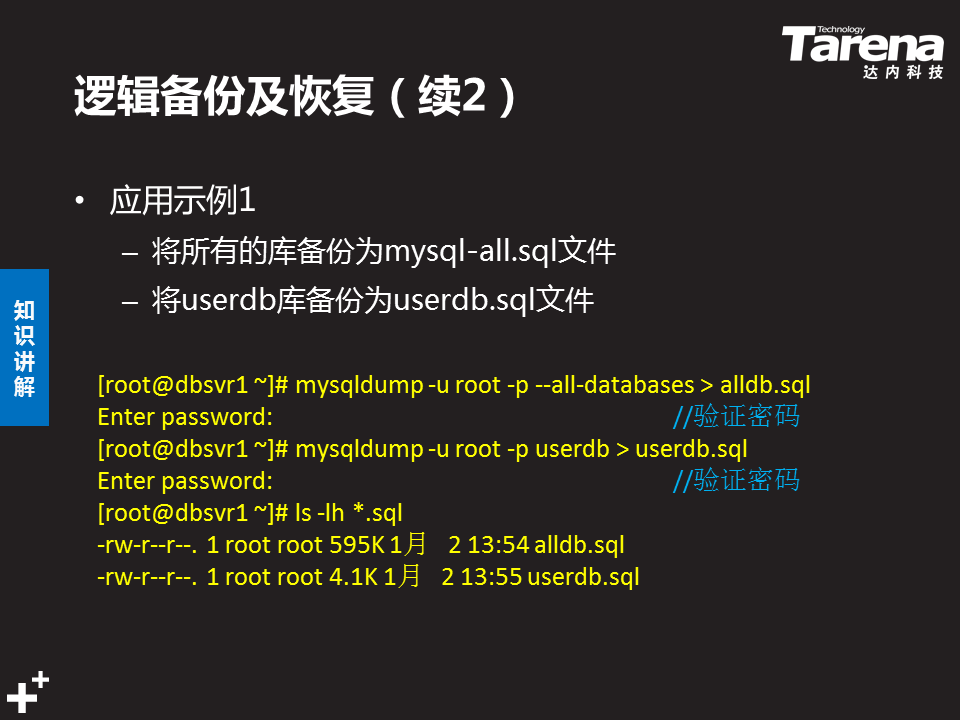 Technology
Tarena
达内科技
逻辑备份及恢复（续2）
• 应用示例1
– 将所有的库备份为mysql-all.sql文件
– 将userdb库备份为userdb.sql文件
知识讲解
[root@dbsvr1 ~]# mysqldump -u root -p --all-databases > alldb.sql
Enter password: //验证密码
[root@dbsvr1 ~]# mysqldump -u root -p userdb > userdb.sql
Enter password: //验证密码
[root@dbsvr1 ~]# ls -lh *.sql
-rw-r--r--. 1 root root 595K 1月 2 13:54 alldb.sql
-rw-r--r--. 1 root root 4.1K 1月 2 13:55 userdb.sql